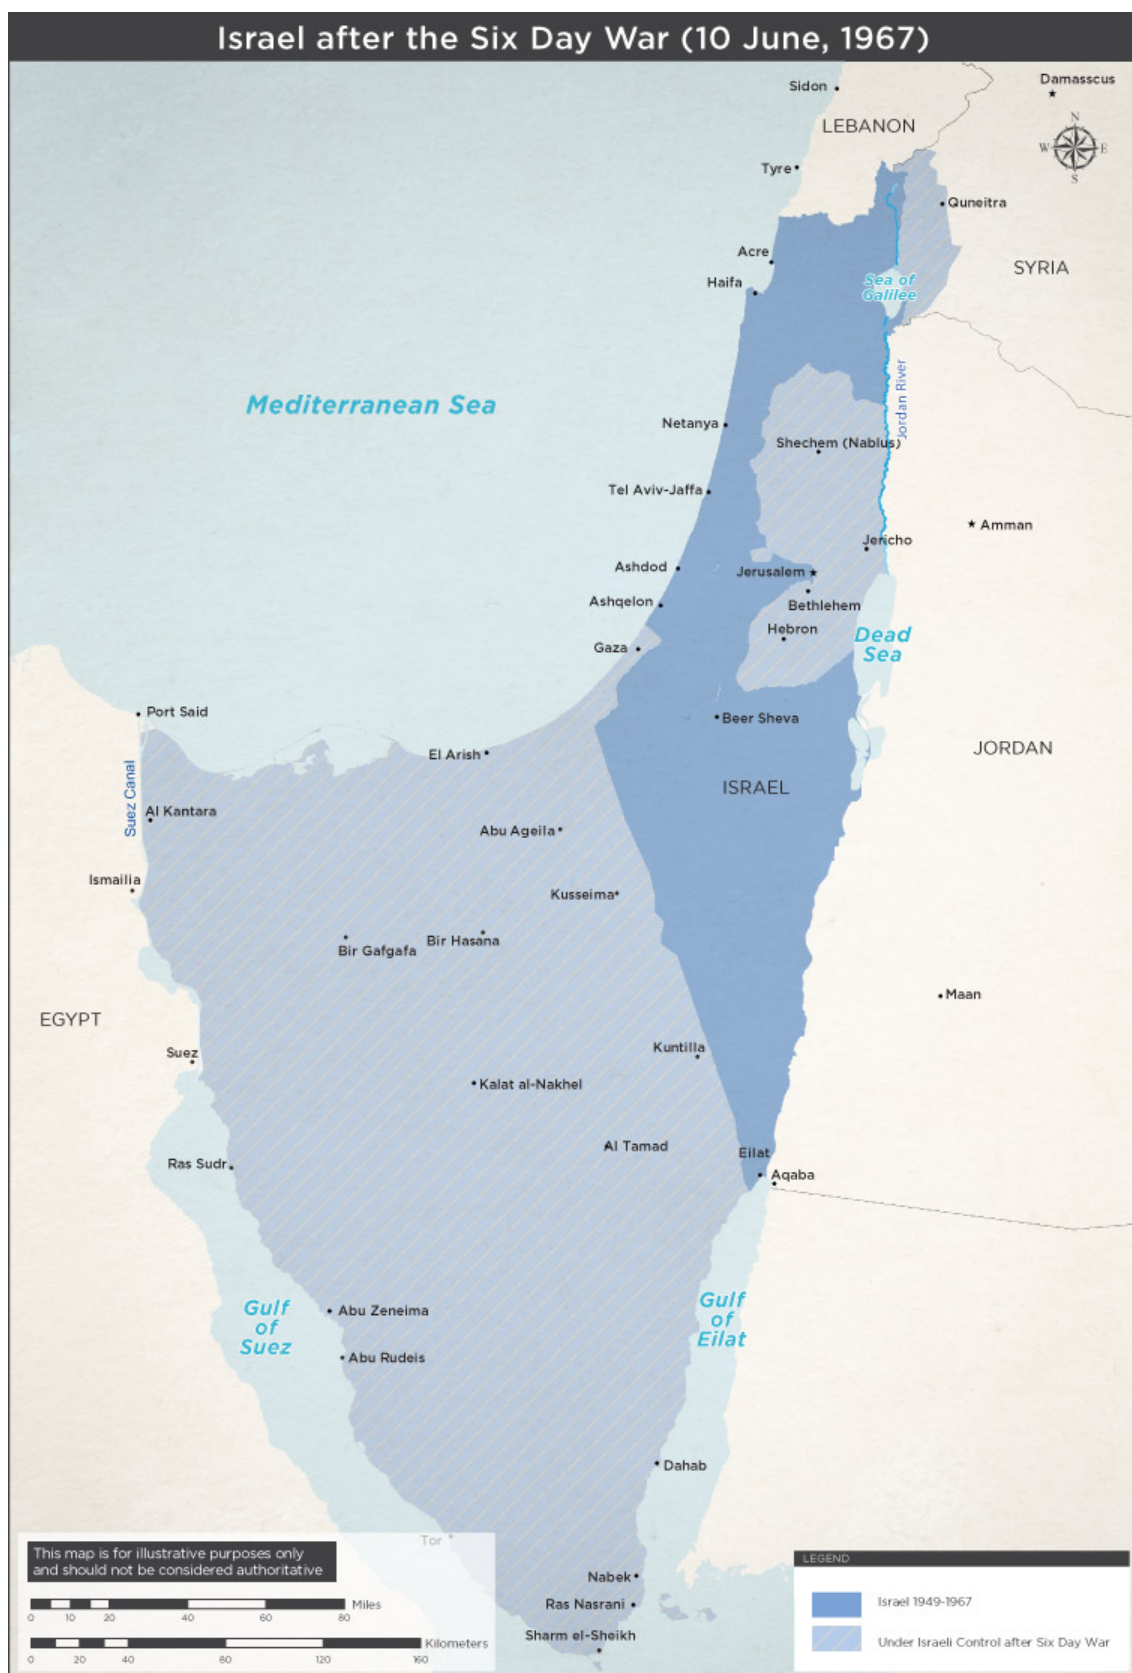 Israel after the Six Day War (10 June, 1967)
Damasscus
Sidon
LEBANON
N
W
E
S
Tyre
Quneitra
Acre
SYRIA
Haifa
Sea of
Galilee
Jordan River
Mediterranean Sea
Netanya
Shechem (Nablus)
Tel Aviv-Jaffa
Amman
Jericho
Ashdod
Jerusalem
Ashqelon
Bethlehem
Hebron
Dead
Sea
Gaza
Port Said
Beer Sheva
El Arish
JORDAN
Suez Canal
ISRAEL
Al Kantara
Abu Ageila
Ismailia
Kusseima
Bir Hasana
Bir Gafgafa
Maan
EGYPT
Suez
Kuntilla
Kalat al-Nakhel
Al Tamad
Eilat
Ras Sudr
Aqaba
Gulf
of
Suez
Abu Zeneima
Gulf
of
Eilat
Abu Rudeis
Dahab
Tor
This map is for illustrative purposes only
and should not be considered authoritative
Nabek
Ras Nasrani
Sharm el-Sheikh
Miles
0 10 20 40 60 80
Kilometers
0 20 40 80 120 160
LEGEND
Israel 1949-1967
Under Israeli Control after Six Day War